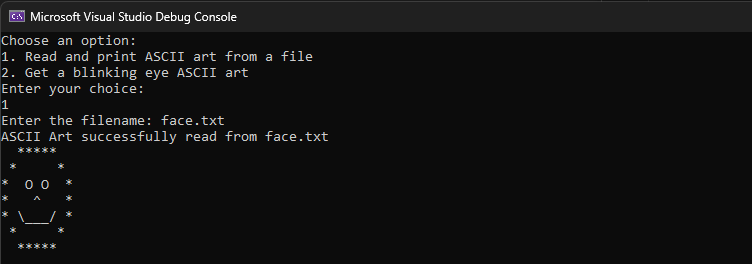 Microsoft Visual Studio Debug Console
Choose an option:
1. Read and print ASCII art from a file
2. Get a blinking eye ASCII art
Enter your choice:
1
Enter the filename: face.txt
ASCII Art successfully read from face.txt
  *****
 *     *
*  O O  *
*   ^   *
* \___/ *
 *     *
  *****